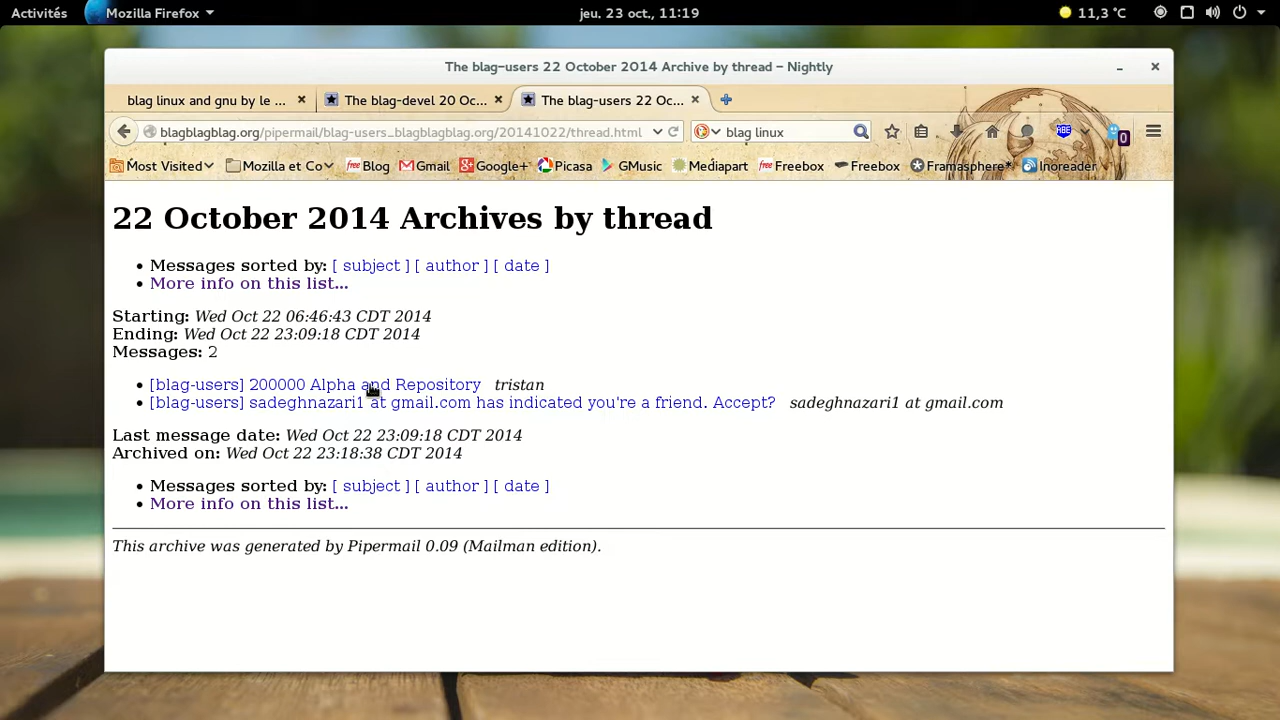 Activités Mozilla Firefox jeu. 23 oct., 11:19 11,3 °C
The blag-users 22 October 2014 Archive by thread – Nightly
blag linux and gnu by le ... The blag-devel 20 Oc... The blag-users 22 Oc...
blagblagblag.org/pipermail/blag-users_blagblagblag.org/20141022/thread.html blag linux ABE 0
Most Visited Mozilla et Co free Blog Gmail Google+ Picasa GMusic Mediapart free Freebox Freebox Framasphere* Inoreader
22 October 2014 Archives by thread
• Messages sorted by: [ subject ] [ author ] [ date ]
• More info on this list...
Starting: Wed Oct 22 06:46:43 CDT 2014
Ending: Wed Oct 22 23:09:18 CDT 2014
Messages: 2
• [blag-users] 200000 Alpha and Repository tristan
• [blag-users] sadeghnazari1 at gmail.com has indicated you're a friend. Accept? sadeghnazari1 at gmail.com
Last message date: Wed Oct 22 23:09:18 CDT 2014
Archived on: Wed Oct 22 23:18:38 CDT 2014
• Messages sorted by: [ subject ] [ author ] [ date ]
• More info on this list...
This archive was generated by Pipermail 0.09 (Mailman edition).